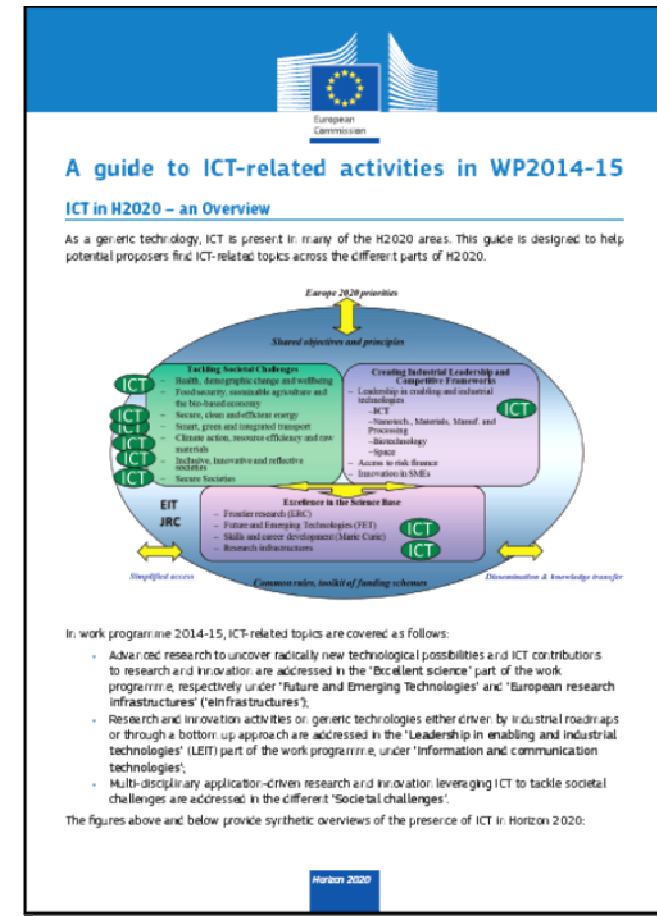 European
Commission
A guide to ICT-related activities in WP2014-15
ICT in H2020 – an Overview
As a generic technology, ICT is present in many of the H2020 areas. This guide is designed to help
potential proposers find ICT-related topics across the different parts of H2020.
Europe 2020 priorities
Shared objectives and principles
Tackling Societal Challenges
– Health, demographic change and wellbeing
– Food security, sustainable agriculture and
the bio-based economy
– Secure, clean and efficient energy
– Smart, green and integrated transport
– Climate action, resource efficiency and raw
materials
– Inclusive, innovative and reflective
societies
– Secure Societies
ICT
ICT
ICT
ICT
ICT
ICT
Creating Industrial Leadership and
Competitive Frameworks
– Leadership in enabling and industrial
technologies
–ICT
–Nanotech., Materials, Manuf. and
Processing
–Biotechnology
–Space
– Access to risk finance
– Innovation in SMEs
ICT
EIT
JRC
Excellence in the Science Base
– Frontier research (ERC)
– Future and Emerging Technologies (FET)
– Skills and career development (Marie Curie)
– Research infrastructures
ICT
ICT
Simplified access
Common rules, toolkit of funding schemes
Dissemination & knowledge transfer
In work programme 2014-15, ICT-related topics are covered as follows:
• Advanced research to uncover radically new technological possibilities and ICT contributions
to research and innovation are addressed in the "Excellent science" part of the work
programme, respectively under "Future and Emerging Technologies" and "European research
infrastructures" ("eInfrastructures");
• Research and Innovation activities on generic technologies either driven by industrial roadmaps
or through a bottom up approach are addressed in the "Leadership in enabling and industrial
technologies" (LEIT) part of the work programme, under "Information and communication
technologies";
• Multi-disciplinary application-driven research and innovation leveraging ICT to tackle societal
challenges are addressed in the different "Societal challenges".
The figures above and below provide synthetic overviews of the presence of ICT in Horizon 2020:
Horizon 2020